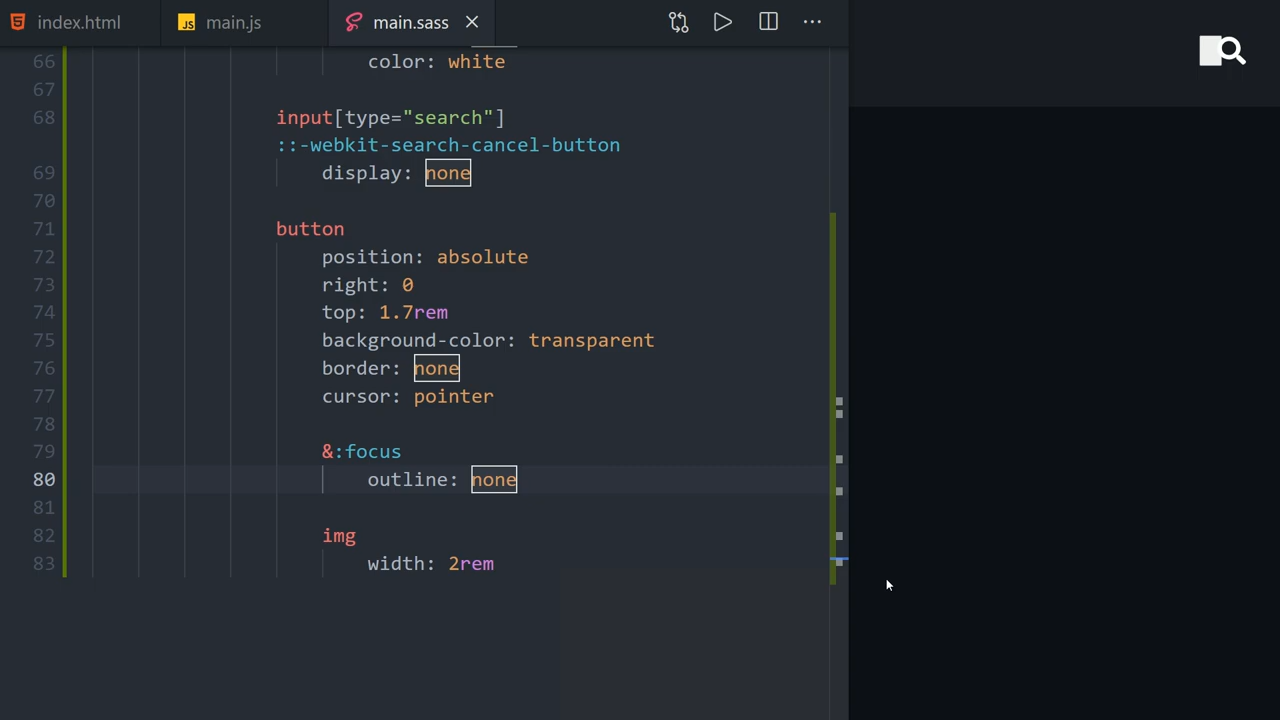 index.html
JS main.js
main.sass
66 color: white
67
68 input[type="search"]
::-webkit-search-cancel-button
69 display: none
70
71 button
72 position: absolute
73 right: 0
74 top: 1.7rem
75 background-color: transparent
76 border: none
77 cursor: pointer
78
79 &:focus
80 outline: none
81
82 img
83 width: 2rem